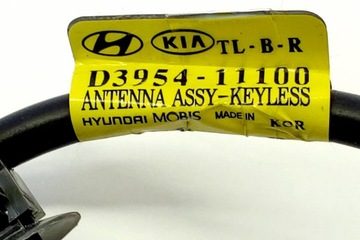 KIA TL-B-R
D3954-11100
ANTENNA ASSY-KEYLESS
HYUNDAI MOBIS MADE IN KOR